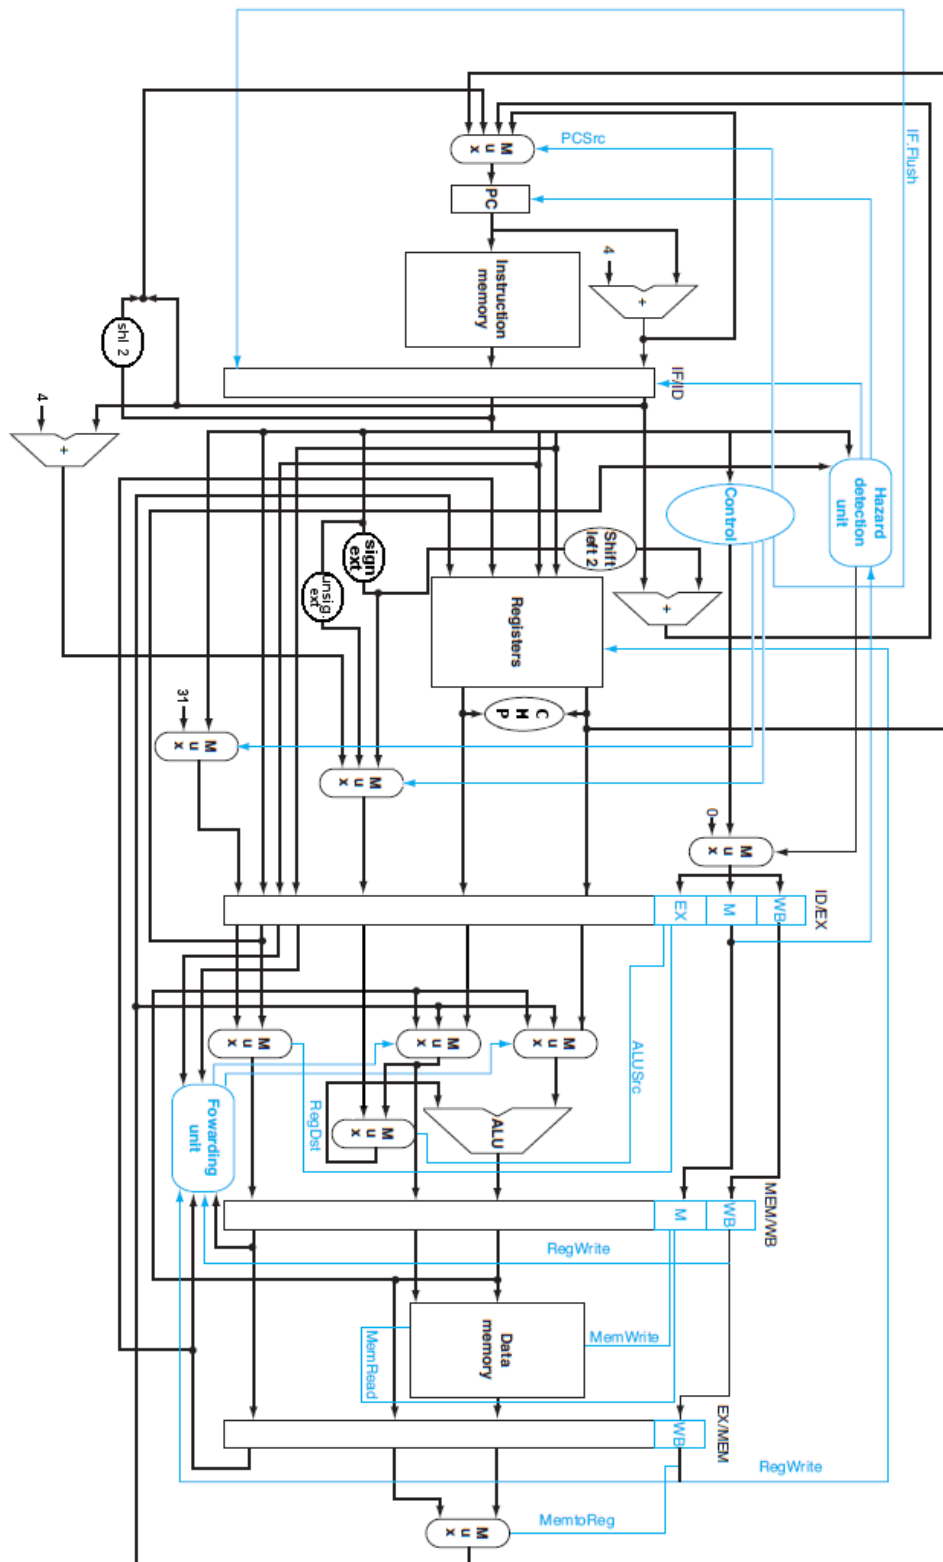 IF.Flush
PCSrc
M
u
x
PC
4
+
Instruction
memory
shl 2
IF/ID
4
+
Hazard
detection
unit
Control
Shift
left 2
sign
ext
unsig.
ext
+
Registers
C
M
P
31
M
u
x
M
u
x
0
M
u
x
ID/EX
WB
M
EX
M
u
x
M
u
x
M
u
x
ALUSrc
RegDst
Fowarding
unit
M
u
x
ALU
MEM/WB
WB
M
RegWrite
Data
memory
MemWrite
MemRead
EX/MEM
WB
RegWrite
MemtoReg
M
u
x